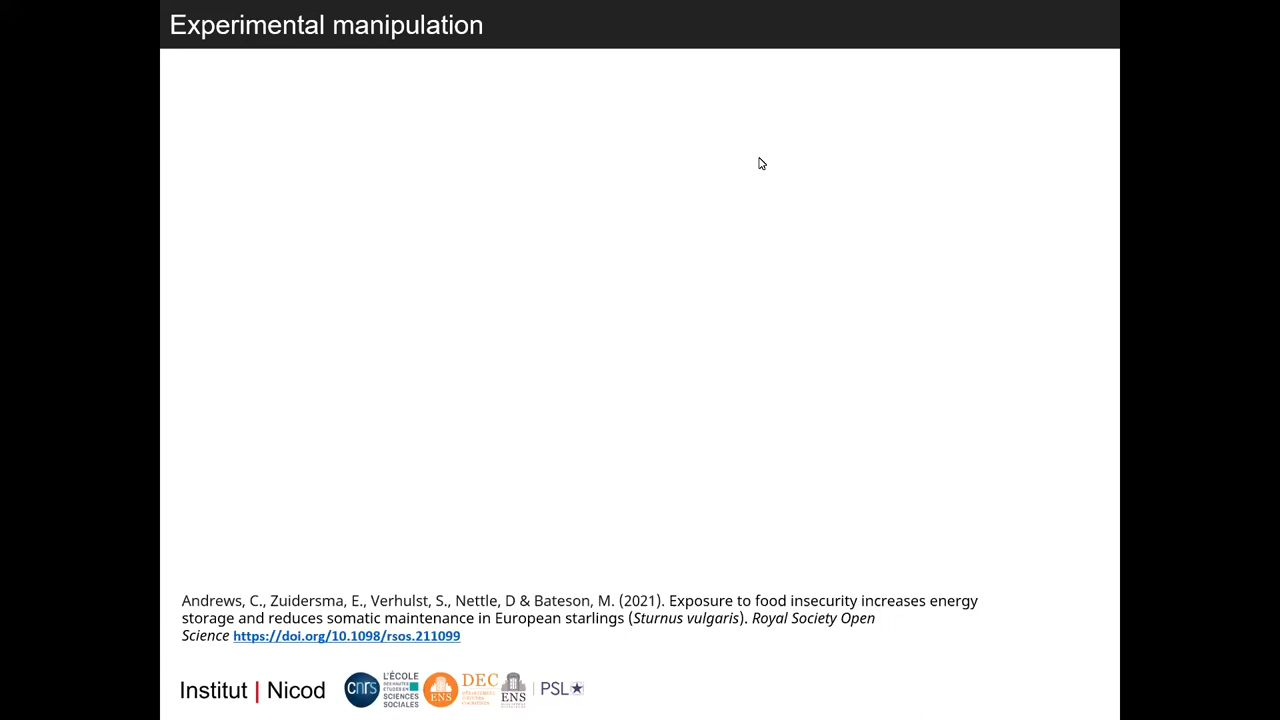 Experimental manipulation
Andrews, C., Zuidersma, E., Verhulst, S., Nettle, D & Bateson, M. (2021). Exposure to food insecurity increases energy
storage and reduces somatic maintenance in European starlings (Sturnus vulgaris). Royal Society Open
Science https://doi.org/10.1098/rsos.211099
Institut | Nicod
cnrs
L'ÉCOLE
DES HAUTES
ÉTUDES EN
SCIENCES
SOCIALES
ENS
DEC
ENS
PSL